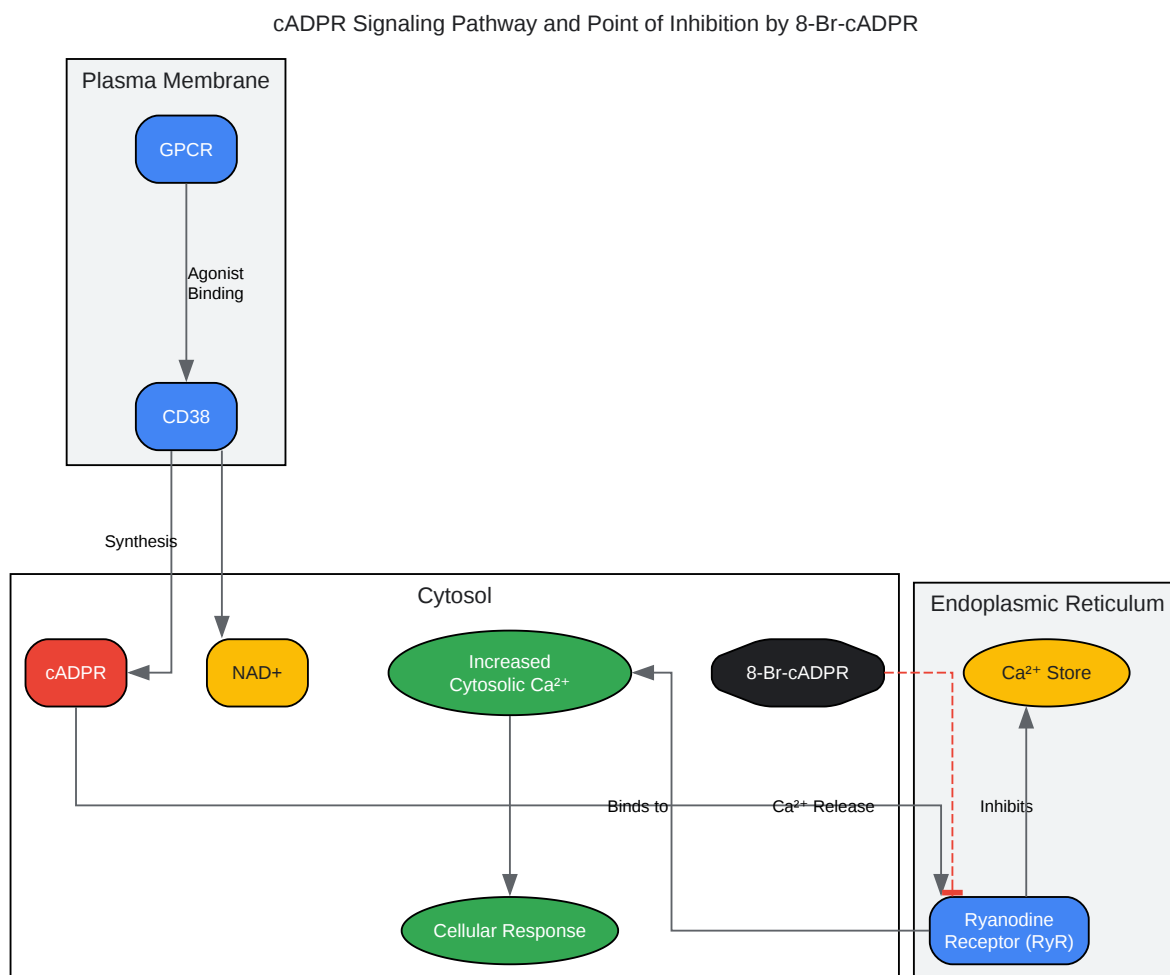 cADPR Signaling Pathway and Point of Inhibition by 8-Br-cADPR
Plasma Membrane
GPCR
Agonist
Binding
CD38
Synthesis
Cytosol
Endoplasmic Reticulum
cADPR
NAD+
Increased
Cytosolic Ca²⁺
8-Br-cADPR
Ca²⁺ Store
Binds to
Ca²⁺ Release
Inhibits
Cellular Response
Ryanodine
Receptor (RyR)